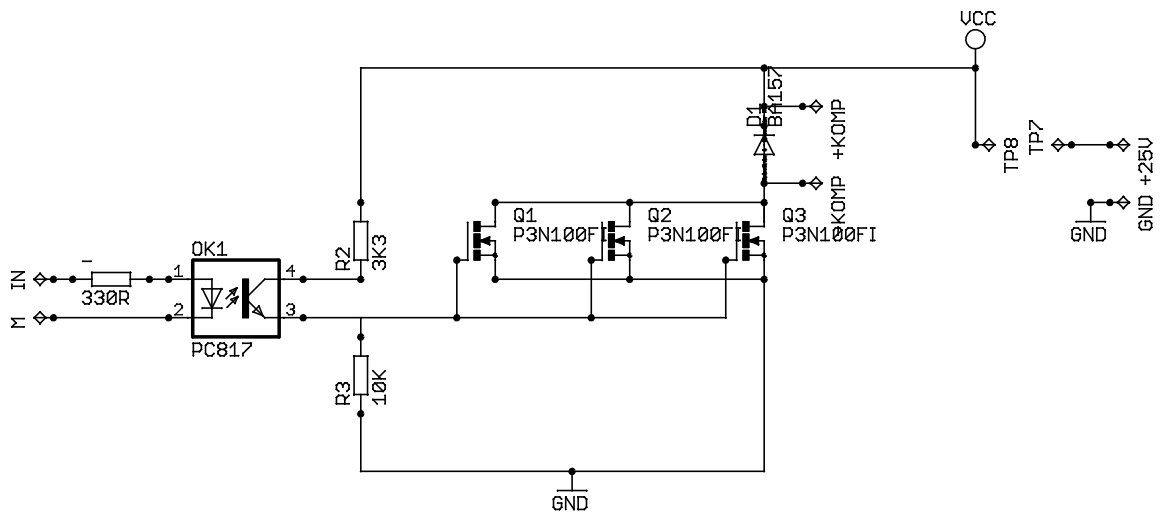 VCC
BA157
D1
+KOMP
TP8
TP7
+25V
-KOMP
GND
GND
Q1
P3N100FI
Q2
P3N100FI
Q3
P3N100FI
R2
3K3
OK1
IN
330R
1
4
M
2
3
PC817
R3
10K
GND